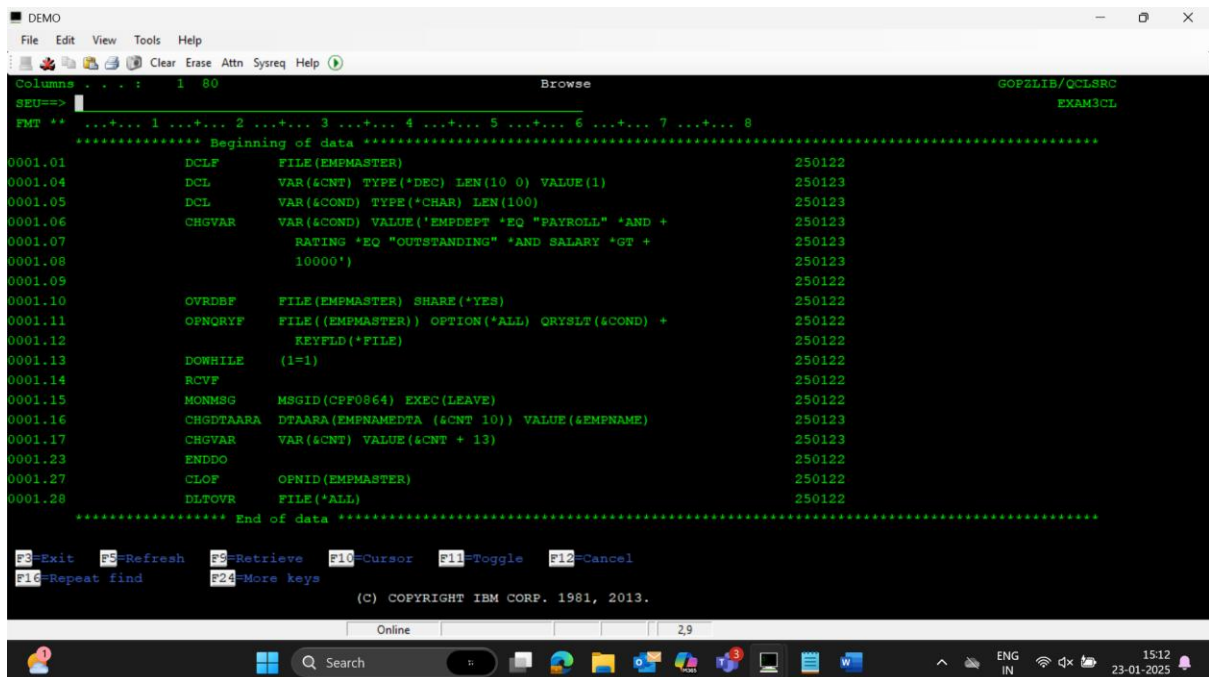 DEMO
File Edit View Tools Help
Clear Erase Attn Sysreq Help
Columns . . . : 1 80 Browse GOPZLIB/QCLSRC
SEU==> EXAM3CL
FMT ** ...+... 1 ...+... 2 ...+... 3 ...+... 4 ...+... 5 ...+... 6 ...+... 7 ...+... 8
*************** Beginning of data ****************************************************************************************
0001.01 DCLF FILE(EMPMASTER) 250122
0001.04 DCL VAR(&CNT) TYPE(*DEC) LEN(10 0) VALUE(1) 250123
0001.05 DCL VAR(&COND) TYPE(*CHAR) LEN(100) 250123
0001.06 CHGVAR VAR(&COND) VALUE('EMPDEPT *EQ "PAYROLL" *AND + 250123
0001.07 RATING *EQ "OUTSTANDING" *AND SALARY *GT + 250123
0001.08 10000') 250123
0001.09 250122
0001.10 OVRDBF FILE(EMPMASTER) SHARE(*YES) 250122
0001.11 OPNQRYF FILE((EMPMASTER)) OPTION(*ALL) QRYSLT(&COND) + 250122
0001.12 KEYFLD(*FILE) 250122
0001.13 DOWHILE (1=1) 250122
0001.14 RCVF 250122
0001.15 MONMSG MSGID(CPF0864) EXEC(LEAVE) 250122
0001.16 CHGDTAARA DTAARA(EMPNAMEDTA (&CNT 10)) VALUE(&EMPNAME) 250123
0001.17 CHGVAR VAR(&CNT) VALUE(&CNT + 13) 250123
0001.23 ENDDO 250122
0001.27 CLOF OPNID(EMPMASTER) 250122
0001.28 DLTOVR FILE(*ALL) 250122
****************** End of data *******************************************************************************************
F3=Exit F5=Refresh F9=Retrieve F10=Cursor F11=Toggle F12=Cancel
F16=Repeat find F24=More keys
(C) COPYRIGHT IBM CORP. 1981, 2013.
Online 2,9
1 Search 3 ENG 15:12
IN 23-01-2025